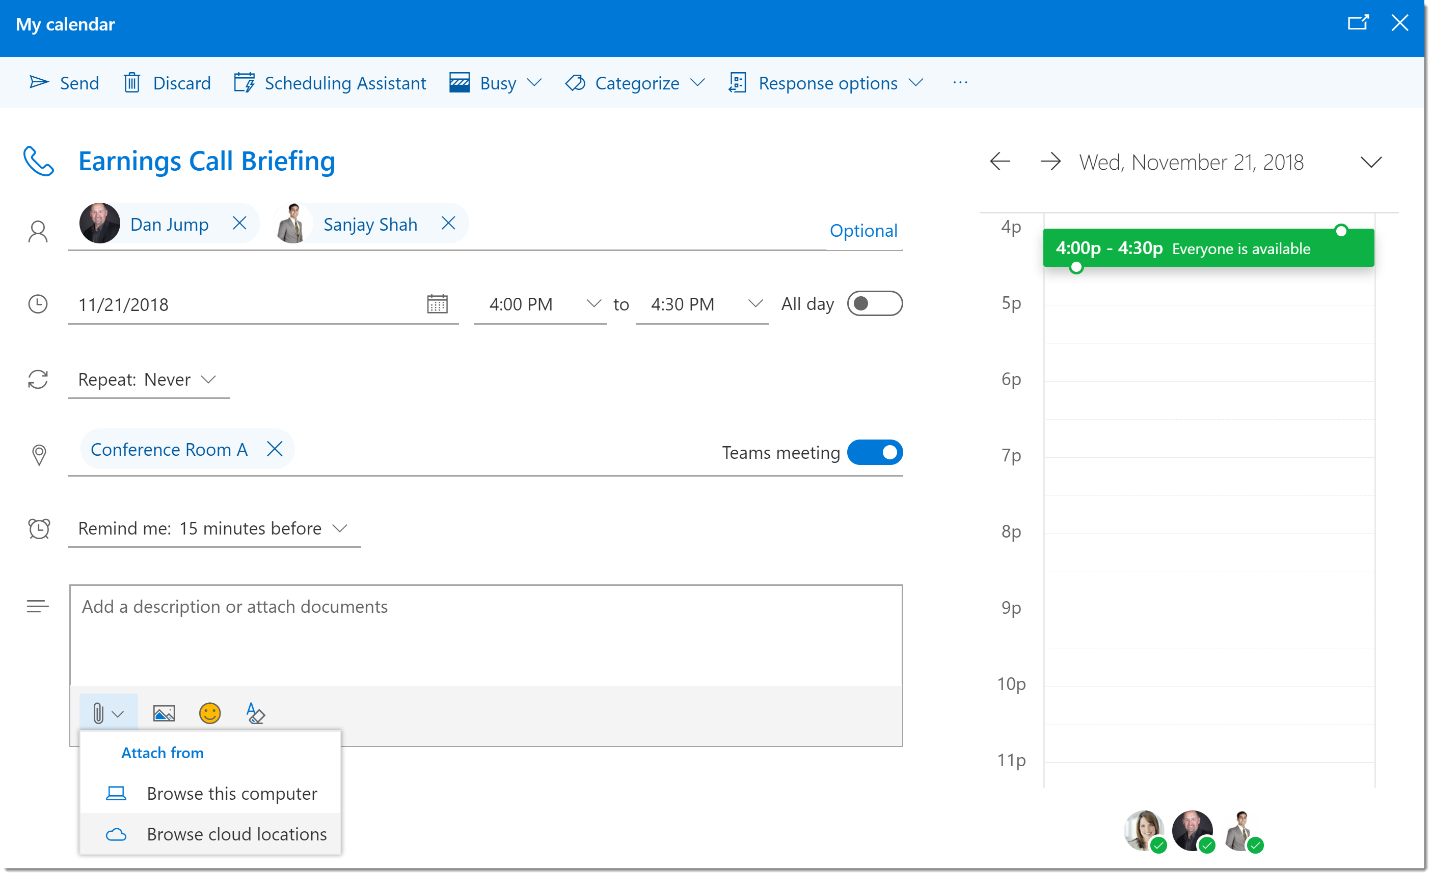 My calendar
Send Discard Scheduling Assistant Busy Categorize Response options ...
Earnings Call Briefing
Dan Jump Sanjay Shah
Optional
11/21/2018 4:00 PM to 4:30 PM All day
Repeat: Never
Conference Room A
Teams meeting
Remind me: 15 minutes before
Add a description or attach documents
Attach from
Browse this computer
Browse cloud locations
Wed, November 21, 2018
4p
4:00p - 4:30p Everyone is available
5p
6p
7p
8p
9p
10p
11p